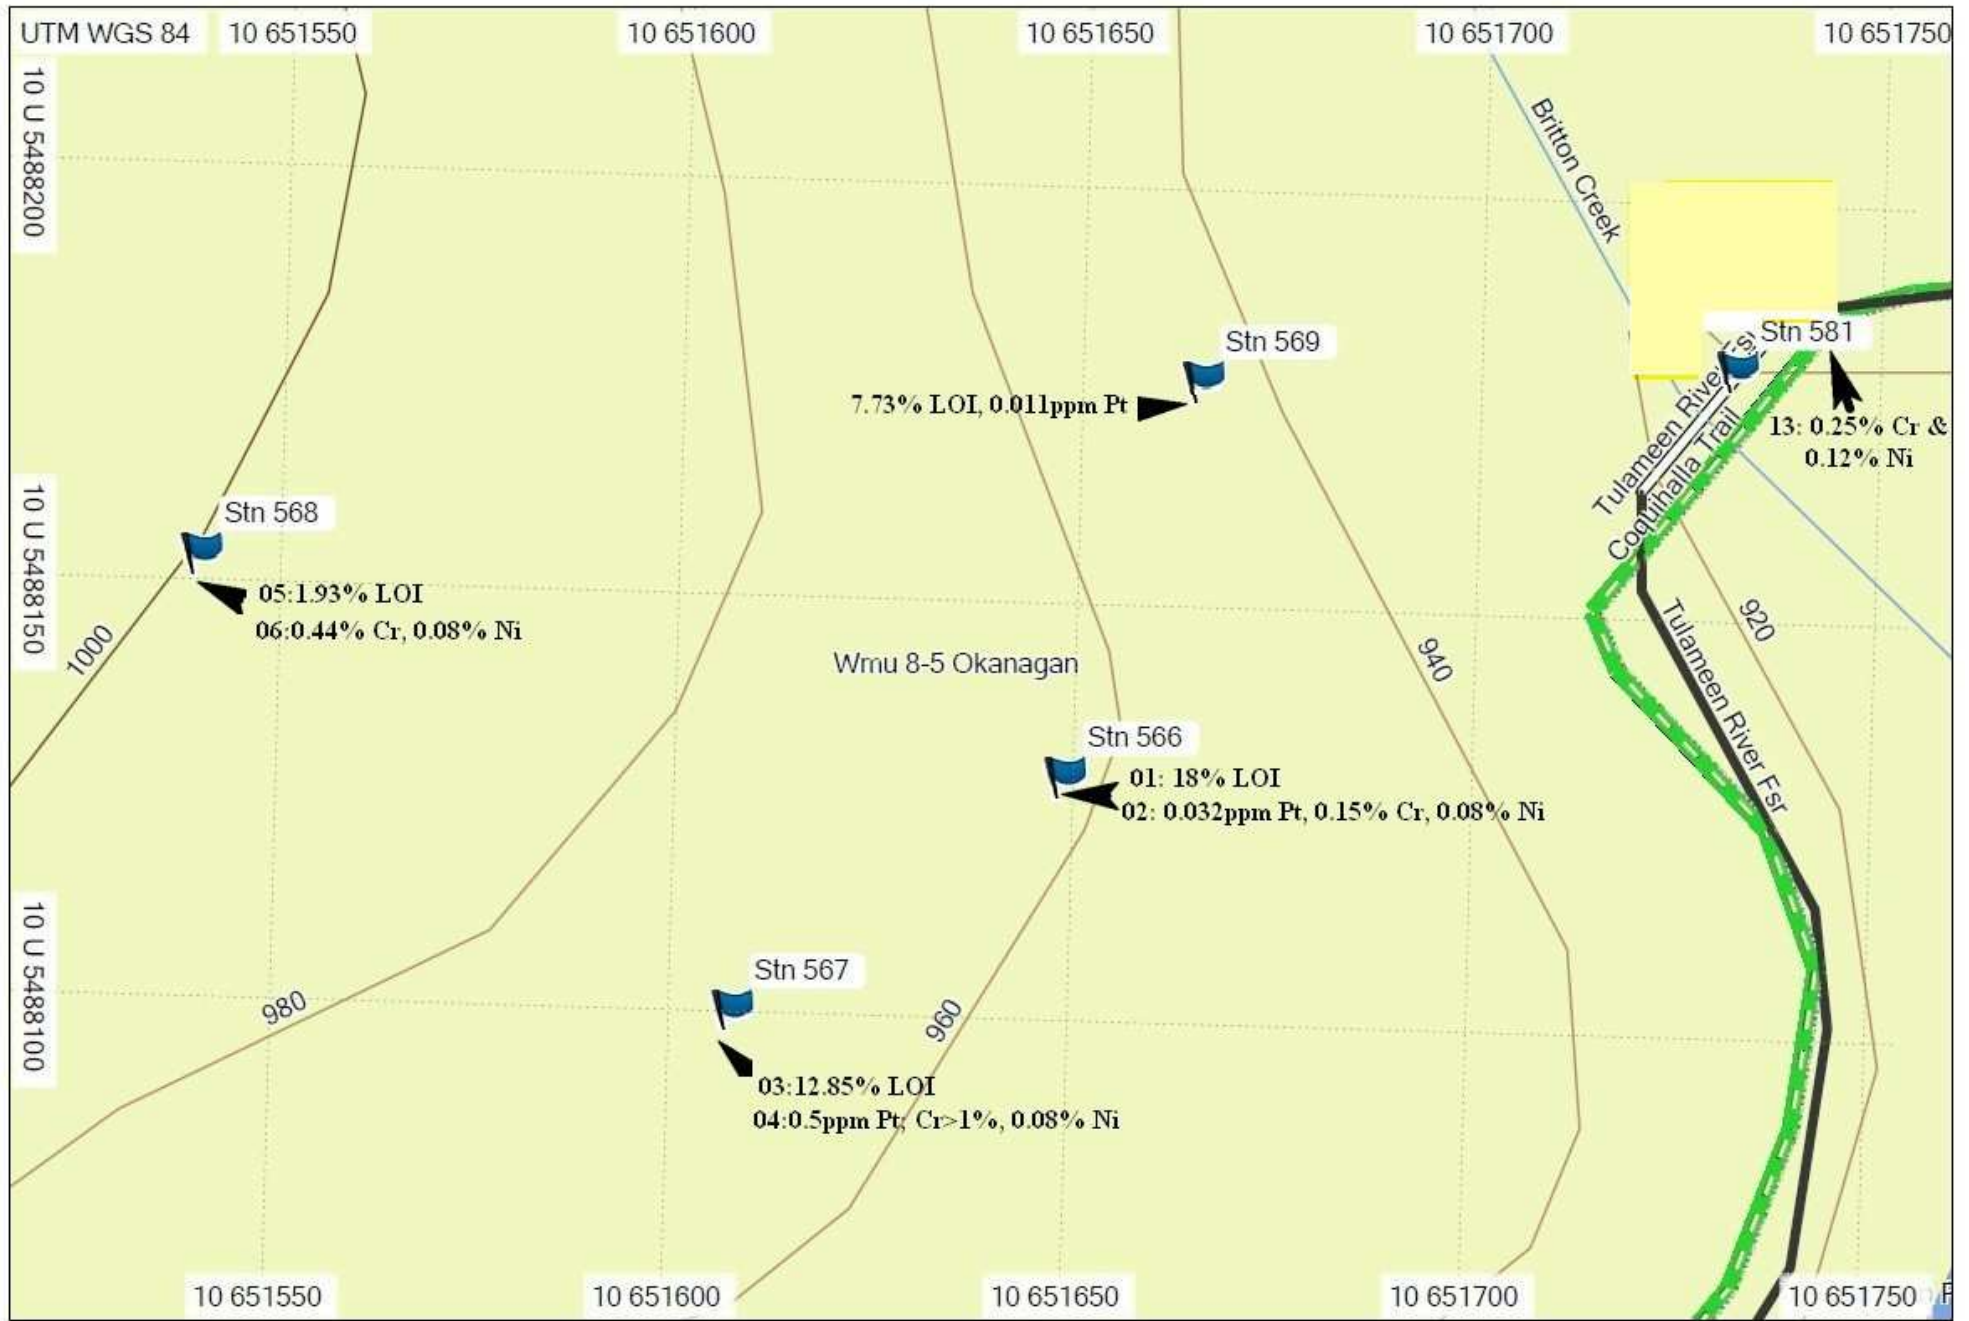 UTM WGS 84
10 651550
10 651600
10 651650
10 651700
10 651750
10 U 5488200
Britton Creek
Stn 569
7.73% LOI, 0.011ppm Pt
Stn 581
13: 0.25% Cr &
0.12% Ni
Tulameen River Fsr
Coquihalla Trail
Stn 568
05:1.93% LOI
06:0.44% Cr, 0.08% Ni
10 U 5488150
1000
Wmu 8-5 Okanagan
940
920
Tulameen River Fsr
Stn 566
01: 18% LOI
02: 0.032ppm Pt, 0.15% Cr, 0.08% Ni
10 U 5488100
980
Stn 567
960
03:12.85% LOI
04:0.5ppm Pt; Cr>1%, 0.08% Ni
10 651550
10 651600
10 651650
10 651700
10 651750